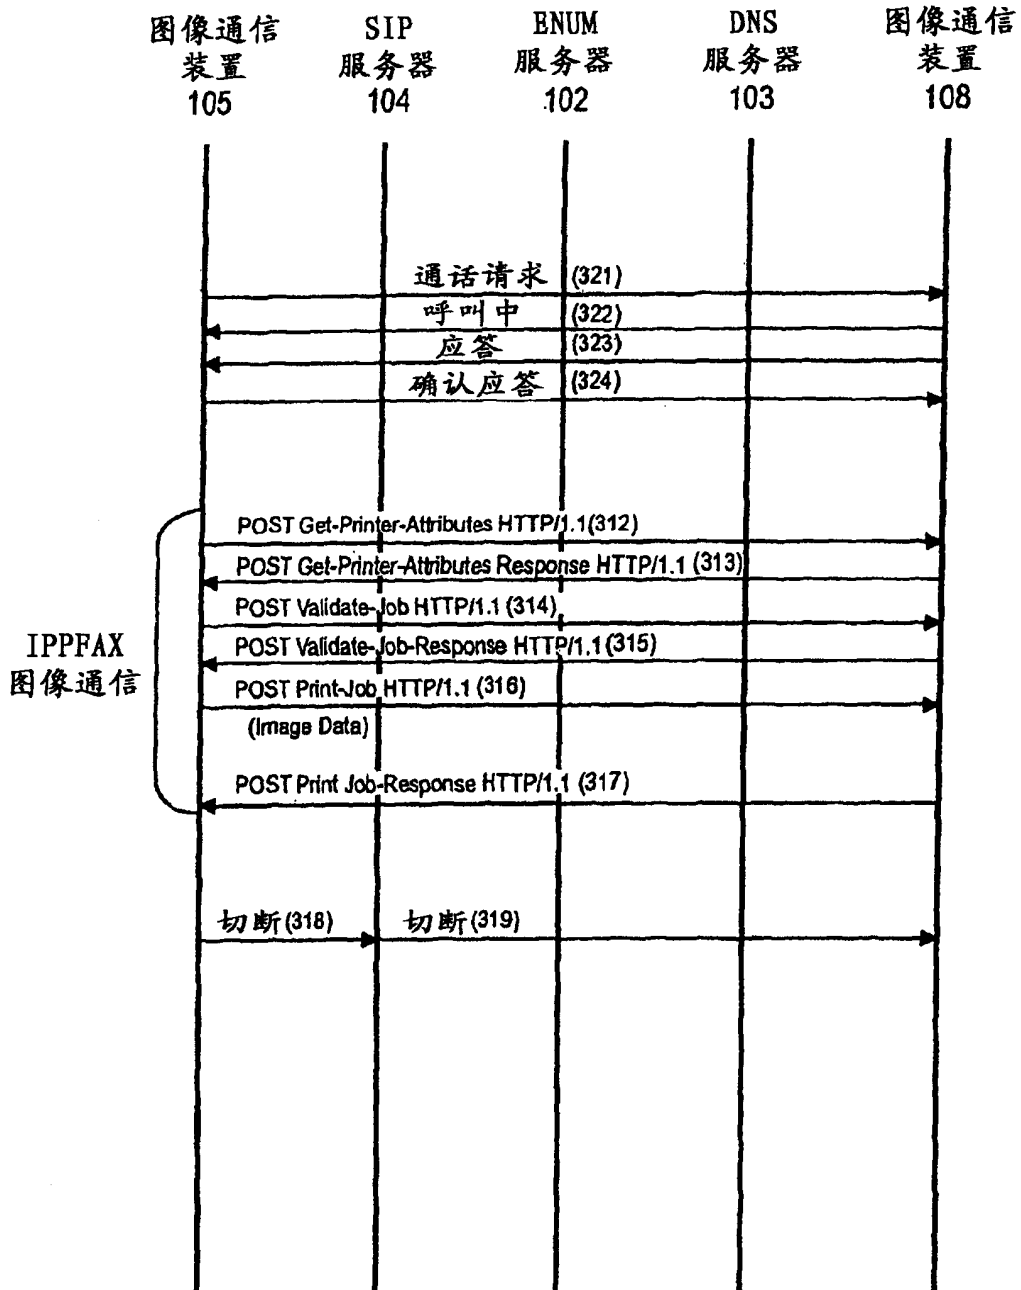 图像通信
装置
105
SIP
服务器
104
ENUM
服务器
102
DNS
服务器
103
图像通信
装置
108
通话请求 (321)
呼叫中 (322)
应答 (323)
确认应答 (324)
POST Get-Printer-Attributes HTTP/1.1(312)
POST Get-Printer-Attributes Response HTTP/1.1 (313)
POST Validate-Job HTTP/1.1 (314)
POST Validate-Job-Response HTTP/1.1 (315)
POST Print-Job HTTP/1.1 (316)
(Image Data)
POST Print Job-Response HTTP/1.1 (317)
IPPFAX
图像通信
切断(318)
切断(319)